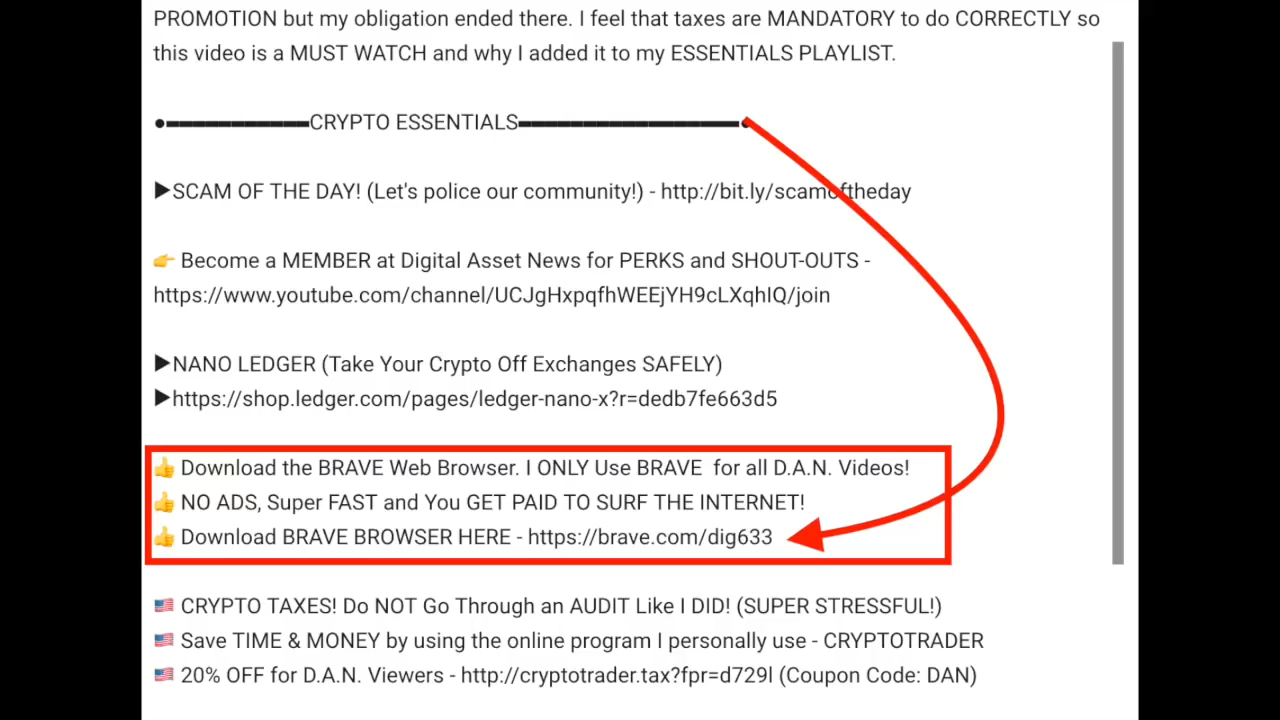 PROMOTION but my obligation ended there. I feel that taxes are MANDATORY to do CORRECTLY so
this video is a MUST WATCH and why I added it to my ESSENTIALS PLAYLIST.
●▬▬▬▬▬▬▬▬▬▬▬CRYPTO ESSENTIALS▬▬▬▬▬▬▬▬▬▬▬▬▬▬▬▬▬●
▶SCAM OF THE DAY! (Let's police our community!) - http://bit.ly/scamoftheday
👉 Become a MEMBER at Digital Asset News for PERKS and SHOUT-OUTS -
https://www.youtube.com/channel/UCJgHxpqfhWEEjYH9cLXqhIQ/join
▶NANO LEDGER (Take Your Crypto Off Exchanges SAFELY)
▶https://shop.ledger.com/pages/ledger-nano-x?r=dedb7fe663d5
👍 Download the BRAVE Web Browser. I ONLY Use BRAVE  for all D.A.N. Videos!
👍 NO ADS, Super FAST and You GET PAID TO SURF THE INTERNET!
👍 Download BRAVE BROWSER HERE - https://brave.com/dig633
🇺🇸 CRYPTO TAXES! Do NOT Go Through an AUDIT Like I DID! (SUPER STRESSFUL!)
🇺🇸 Save TIME & MONEY by using the online program I personally use - CRYPTOTRADER
🇺🇸 20% OFF for D.A.N. Viewers - http://cryptotrader.tax?fpr=d729l (Coupon Code: DAN)